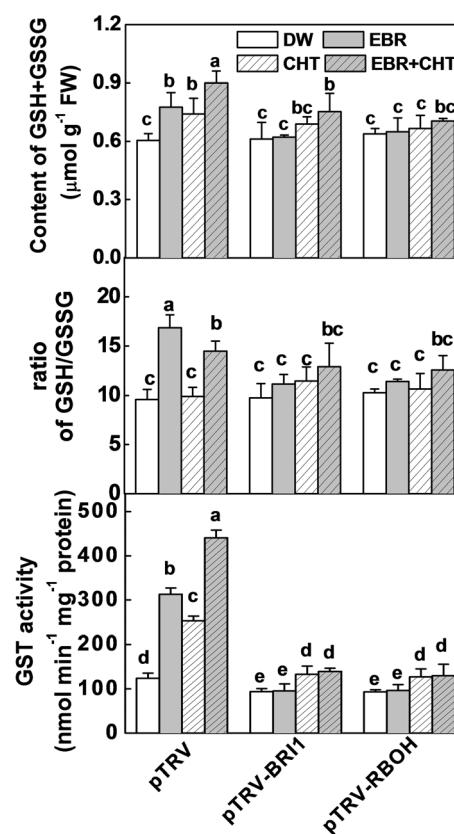 DW EBR
CHT EBR+CHT
Content of GSH+GSSG
(μmol g⁻¹ FW)
1.2
0.9
0.6
0.3
0.0
c b b a
c c bc b
c c c bc
ratio
of GSH/GSSG
20
15
10
5
0
c a c b
c c c bc
c c c bc
GST activity
(nmol min⁻¹ mg⁻¹ protein)
500
400
300
200
100
0
d b c a
e e d d
e e d d
pTRV
pTRV-BRI1
pTRV-RBOH